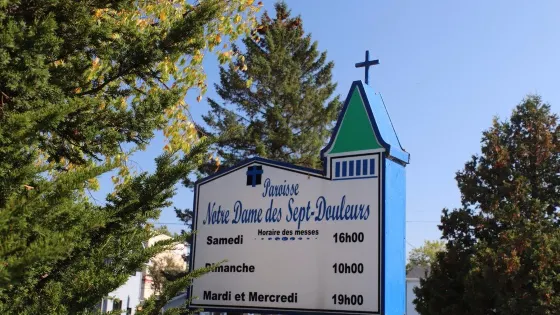 Paroisse
Notre Dame des Sept-Douleurs
Horaire des messes
Samedi 16h00
Dimanche 10h00
Mardi et Mercredi 19h00